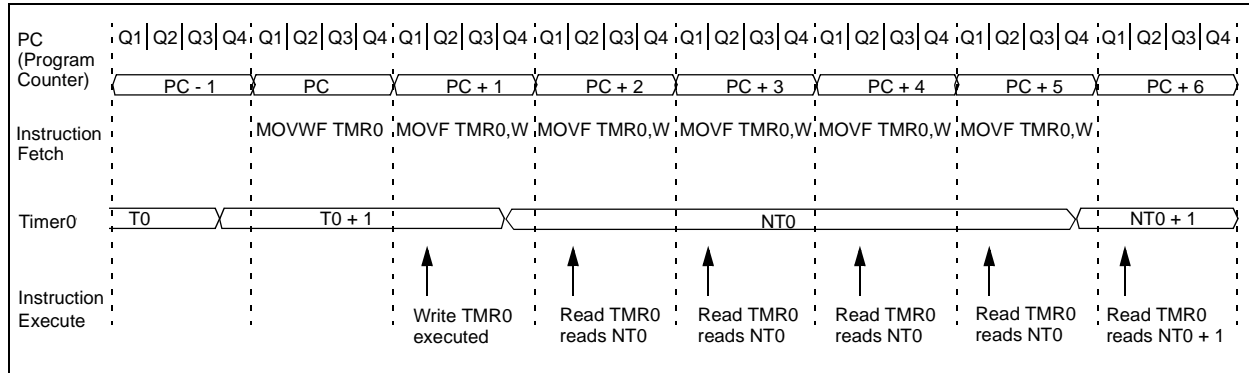 PC (Program Counter)
Q1 Q2 Q3 Q4 Q1 Q2 Q3 Q4 Q1 Q2 Q3 Q4 Q1 Q2 Q3 Q4 Q1 Q2 Q3 Q4 Q1 Q2 Q3 Q4 Q1 Q2 Q3 Q4 Q1 Q2 Q3 Q4
PC - 1 PC PC + 1 PC + 2 PC + 3 PC + 4 PC + 5 PC + 6
Instruction Fetch
MOVWF TMR0 MOVF TMR0,W MOVF TMR0,W MOVF TMR0,W MOVF TMR0,W MOVF TMR0,W
Timer0
T0 T0 + 1 NT0 NT0 + 1
Instruction Execute
Write TMR0 executed
Read TMR0 reads NT0
Read TMR0 reads NT0
Read TMR0 reads NT0
Read TMR0 reads NT0
Read TMR0 reads NT0 + 1